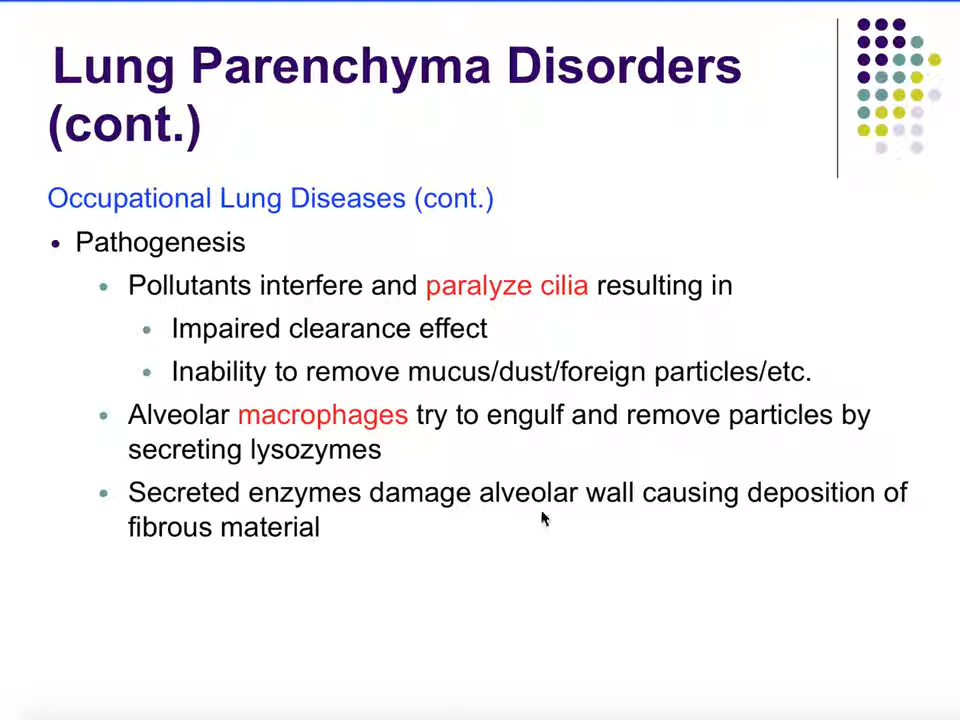 Lung Parenchyma Disorders
(cont.)
Occupational Lung Diseases (cont.)
• Pathogenesis
• Pollutants interfere and paralyze cilia resulting in
• Impaired clearance effect
• Inability to remove mucus/dust/foreign particles/etc.
• Alveolar macrophages try to engulf and remove particles by
secreting lysozymes
• Secreted enzymes damage alveolar wall causing deposition of
fibrous material